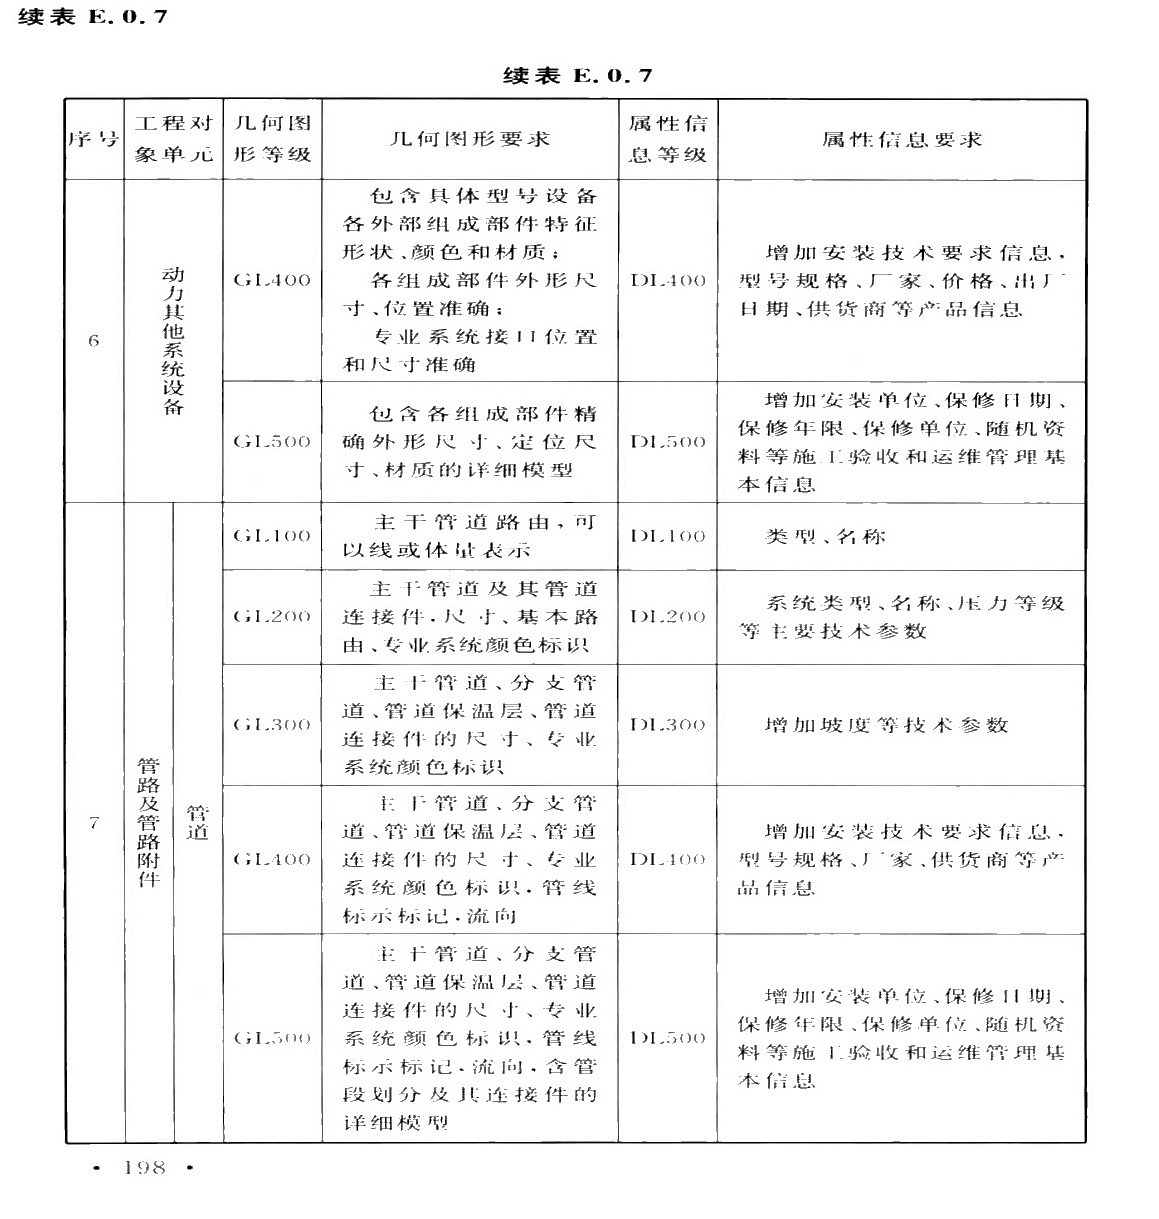 续表 E.0.7
续表 E.0.7
序号
工程对
象单元
几何图
形等级
几何图形要求
属性信
息等级
属性信息要求
6
动力其他系统设备
GL400
包含具体型号设备
各外部组成部件特征
形状、颜色和材质；
各组成部件外形尺
寸、位置准确；
专业系统接口位置
和尺寸准确
DL400
增加安装技术要求信息，
型号规格、厂家、价格、出厂
日期、供货商等产品信息
GL500
包含各组成部件精
确外形尺寸、定位尺
寸、材质的详细模型
DL500
增加安装单位、保修日期、
保修年限、保修单位、随机资
料等施工验收和运维管理基
本信息
7
管路及管路附件
管道
GL100
主干管道路由，可
以线或体量表示
DL100
类型、名称
GL200
主干管道及其管道
连接件，尺寸、基本路
由、专业系统颜色标识
DL200
系统类型、名称、压力等级
等主要技术参数
GL300
主干管道、分支管
道、管道保温层、管道
连接件的尺寸、专业
系统颜色标识
DL300
增加坡度等技术参数
GL400
主干管道、分支管
道、管道保温层、管道
连接件的尺寸、专业
系统颜色标识，管线
标示标记，流向
DL400
增加安装技术要求信息，
型号规格、厂家、供货商等产
品信息
GL500
主干管道、分支管
道、管道保温层、管道
连接件的尺寸、专业
系统颜色标识，管线
标示标记，流向，含管
段划分及其连接件的
详细模型
DL500
增加安装单位、保修日期、
保修年限、保修单位、随机资
料等施工验收和运维管理基
本信息
• 198 •